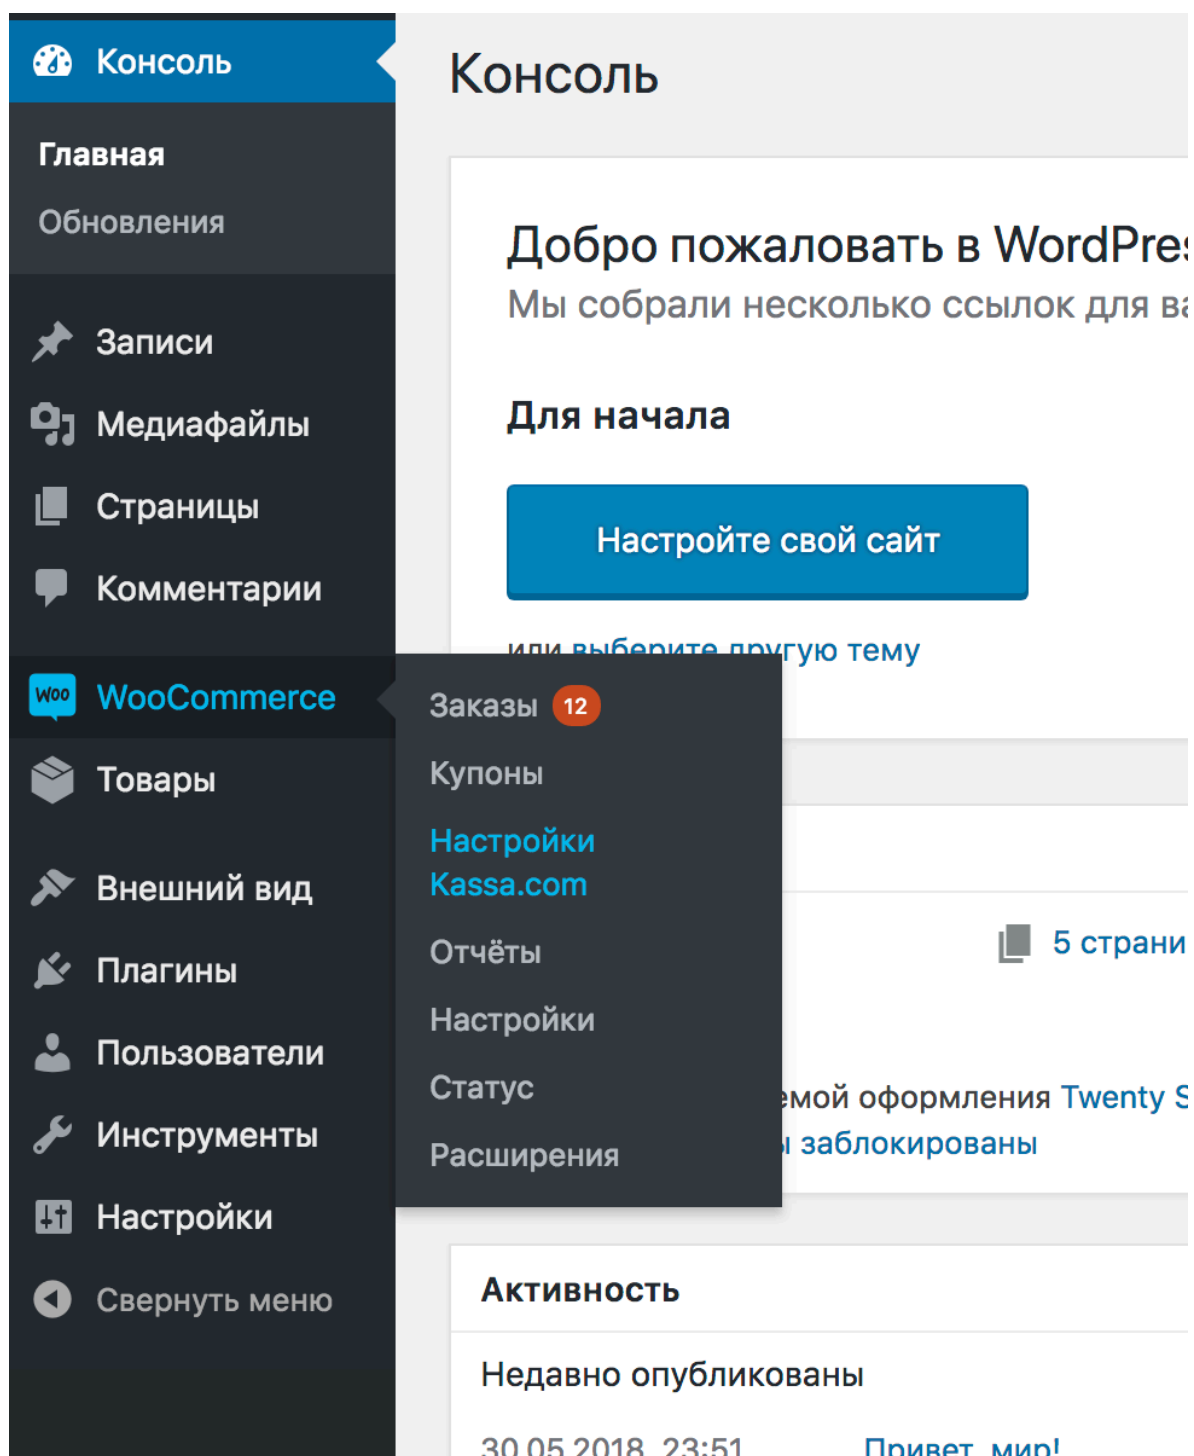 Консоль
Главная
Обновления
Записи
Медиафайлы
Страницы
Комментарии
Woo WooCommerce
Товары
Внешний вид
Плагины
Пользователи
Инструменты
Настройки
Свернуть меню
Заказы 12
Купоны
Настройки
Kassa.com
Отчёты
Настройки
Статус
Расширения
Консоль
Добро пожаловать в WordPres
Мы собрали несколько ссылок для ва
Для начала
Настройте свой сайт
или выберите другую тему
5 страни
емой оформления Twenty S
ы заблокированы
Активность
Недавно опубликованы
30.05.2018, 23:51 Привет, мир!